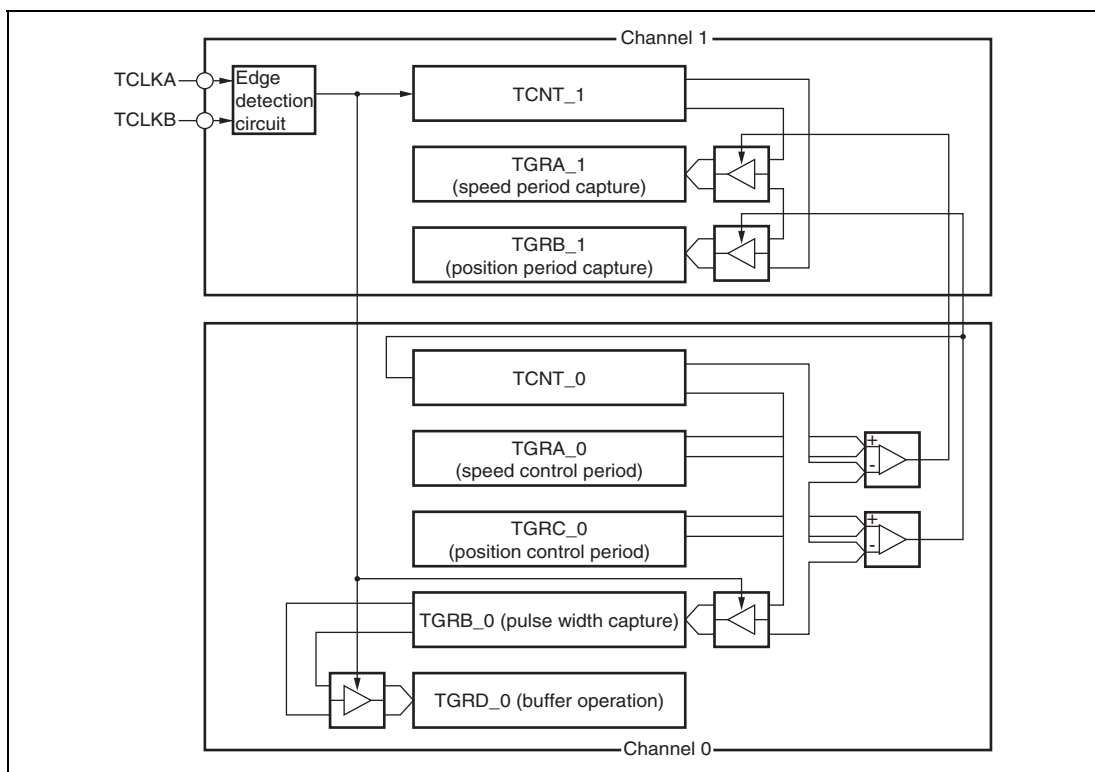 Channel 1
TCLKA
TCLKB
Edge
detection
circuit
TCNT_1
TGRA_1
(speed period capture)
TGRB_1
(position period capture)
TCNT_0
TGRA_0
(speed control period)
+
-
TGRC_0
(position control period)
+
-
TGRB_0 (pulse width capture)
TGRD_0 (buffer operation)
Channel 0